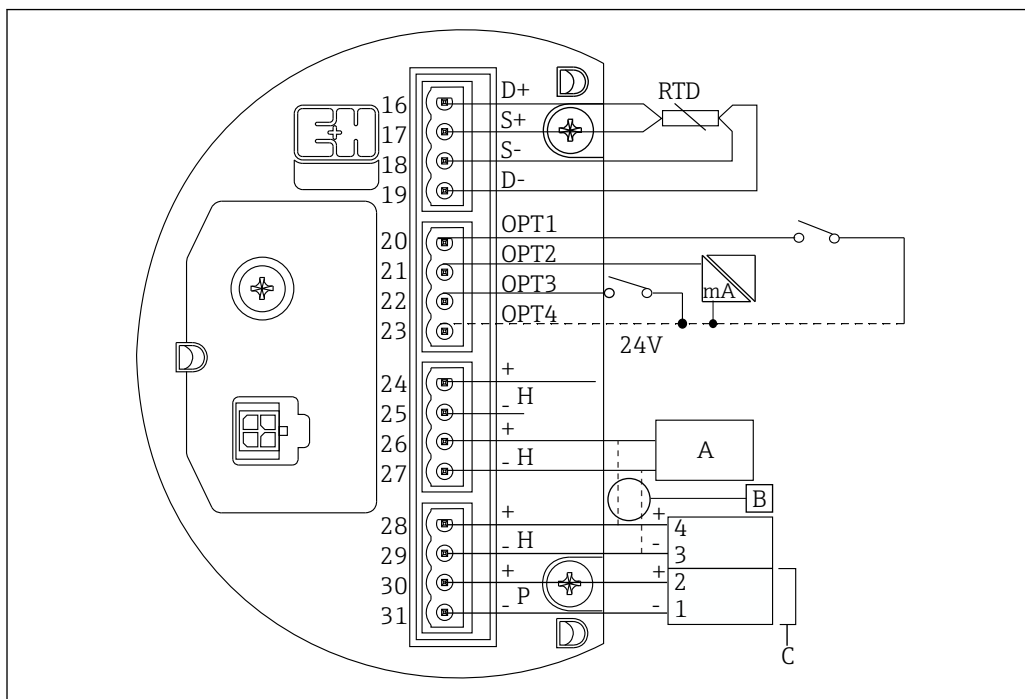 E+H
16 D+ RTD
17 S+
18 S-
19 D-
20 OPT1
21 OPT2
22 OPT3 mA
23 OPT4
24V
24 +
25 - H
26 + A
27 - H
B
28 + + 4
29 - H - 3
30 + + 2
31 - P - 1
C